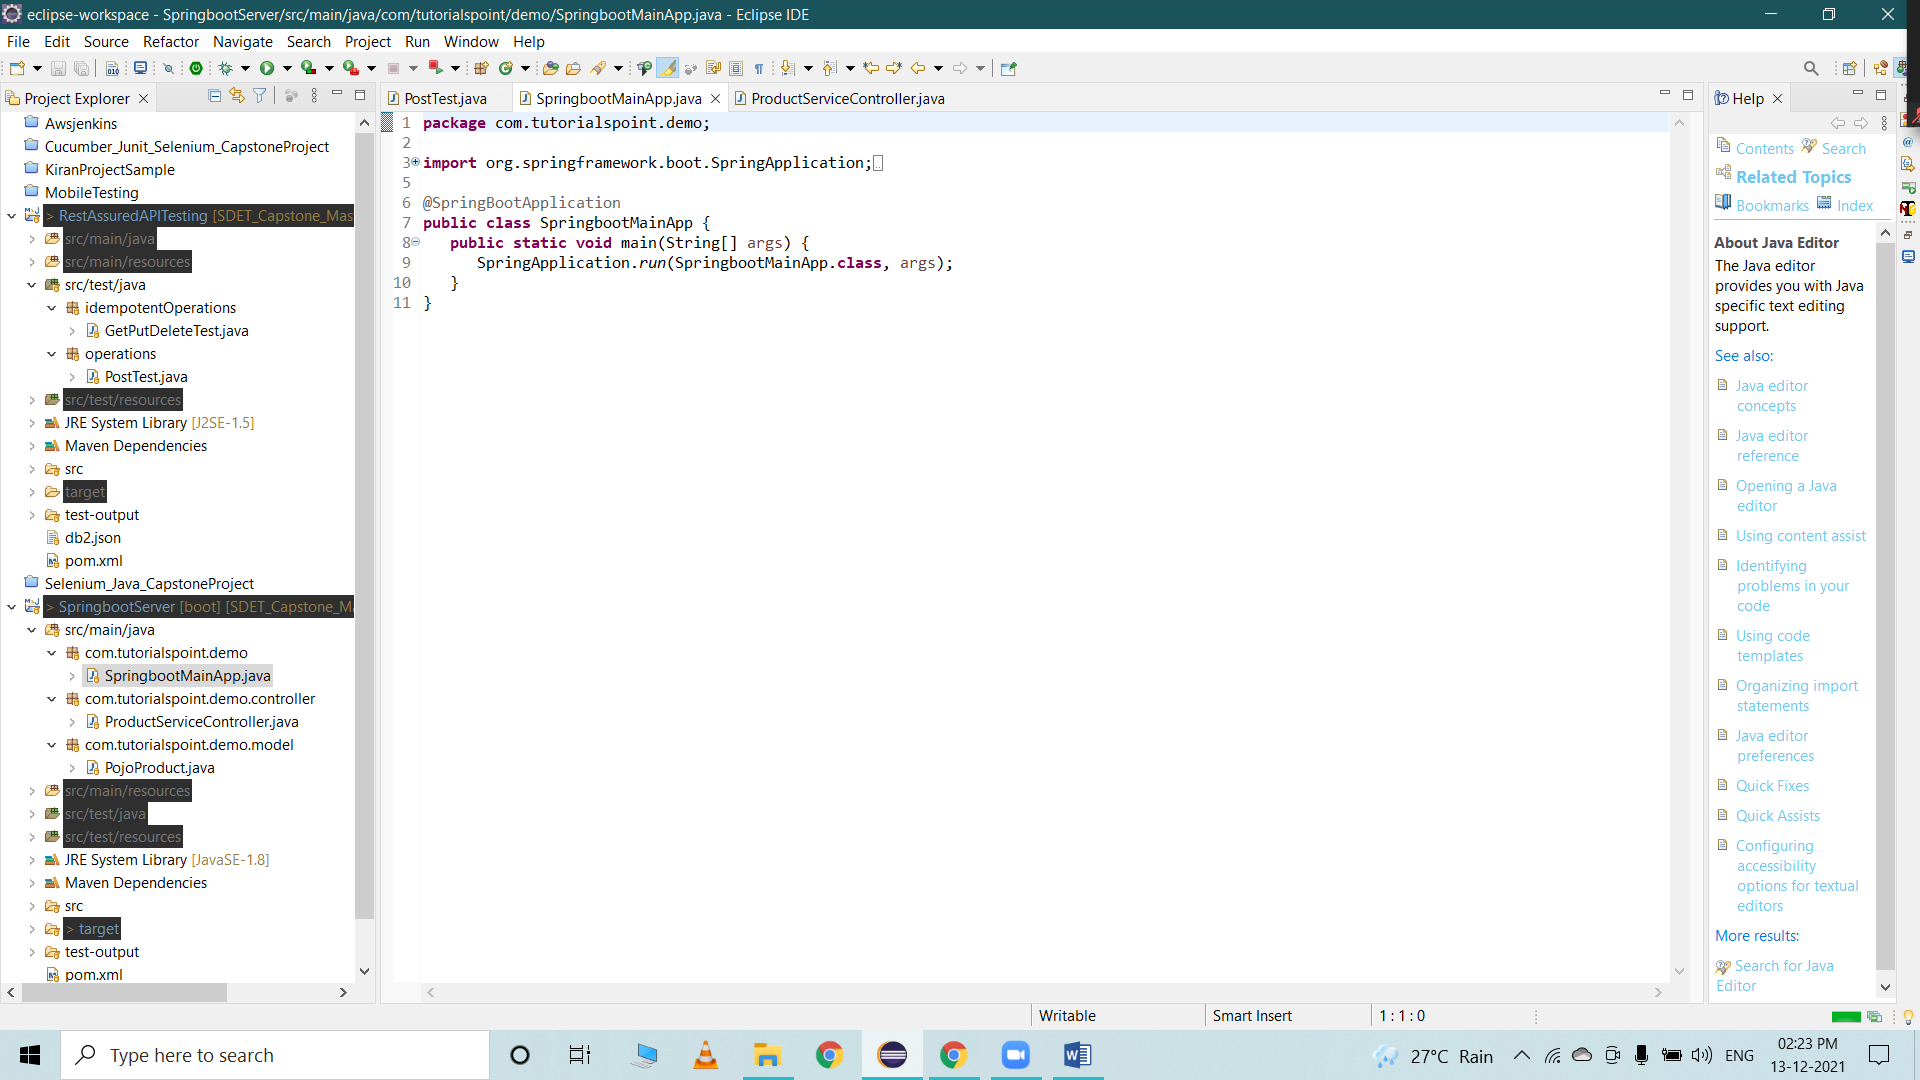 eclipse-workspace - SpringbootServer/src/main/java/com/tutorialspoint/demo/SpringbootMainApp.java - Eclipse IDE
File Edit Source Refactor Navigate Search Project Run Window Help
Project Explorer
Awsjenkins
Cucumber_Junit_Selenium_CapstoneProject
KiranProjectSample
MobileTesting
> RestAssuredAPITesting [SDET_Capstone_Mas
src/main/java
src/main/resources
src/test/java
idempotentOperations
GetPutDeleteTest.java
operations
PostTest.java
src/test/resources
JRE System Library [J2SE-1.5]
Maven Dependencies
src
target
test-output
db2.json
pom.xml
Selenium_Java_CapstoneProject
> SpringbootServer [boot] [SDET_Capstone_Ma
src/main/java
com.tutorialspoint.demo
SpringbootMainApp.java
com.tutorialspoint.demo.controller
ProductServiceController.java
com.tutorialspoint.demo.model
PojoProduct.java
src/main/resources
src/test/java
src/test/resources
JRE System Library [JavaSE-1.8]
Maven Dependencies
src
> target
test-output
pom.xml
PostTest.java SpringbootMainApp.java ProductServiceController.java
1 package com.tutorialspoint.demo;
2
3 import org.springframework.boot.SpringApplication;
5
6 @SpringBootApplication
7 public class SpringbootMainApp {
8 public static void main(String[] args) {
9 SpringApplication.run(SpringbootMainApp.class, args);
10 }
11 }
Help
Contents Search
Related Topics
Bookmarks Index
About Java Editor
The Java editor
provides you with Java
specific text editing
support.
See also:
Java editor
concepts
Java editor
reference
Opening a Java
editor
Using content assist
Identifying
problems in your
code
Using code
templates
Organizing import
statements
Java editor
preferences
Quick Fixes
Quick Assists
Configuring
accessibility
options for textual
editors
More results:
Search for Java
Editor
Writable Smart Insert 1 : 1 : 0
Type here to search
27°C Rain ENG 02:23 PM
13-12-2021